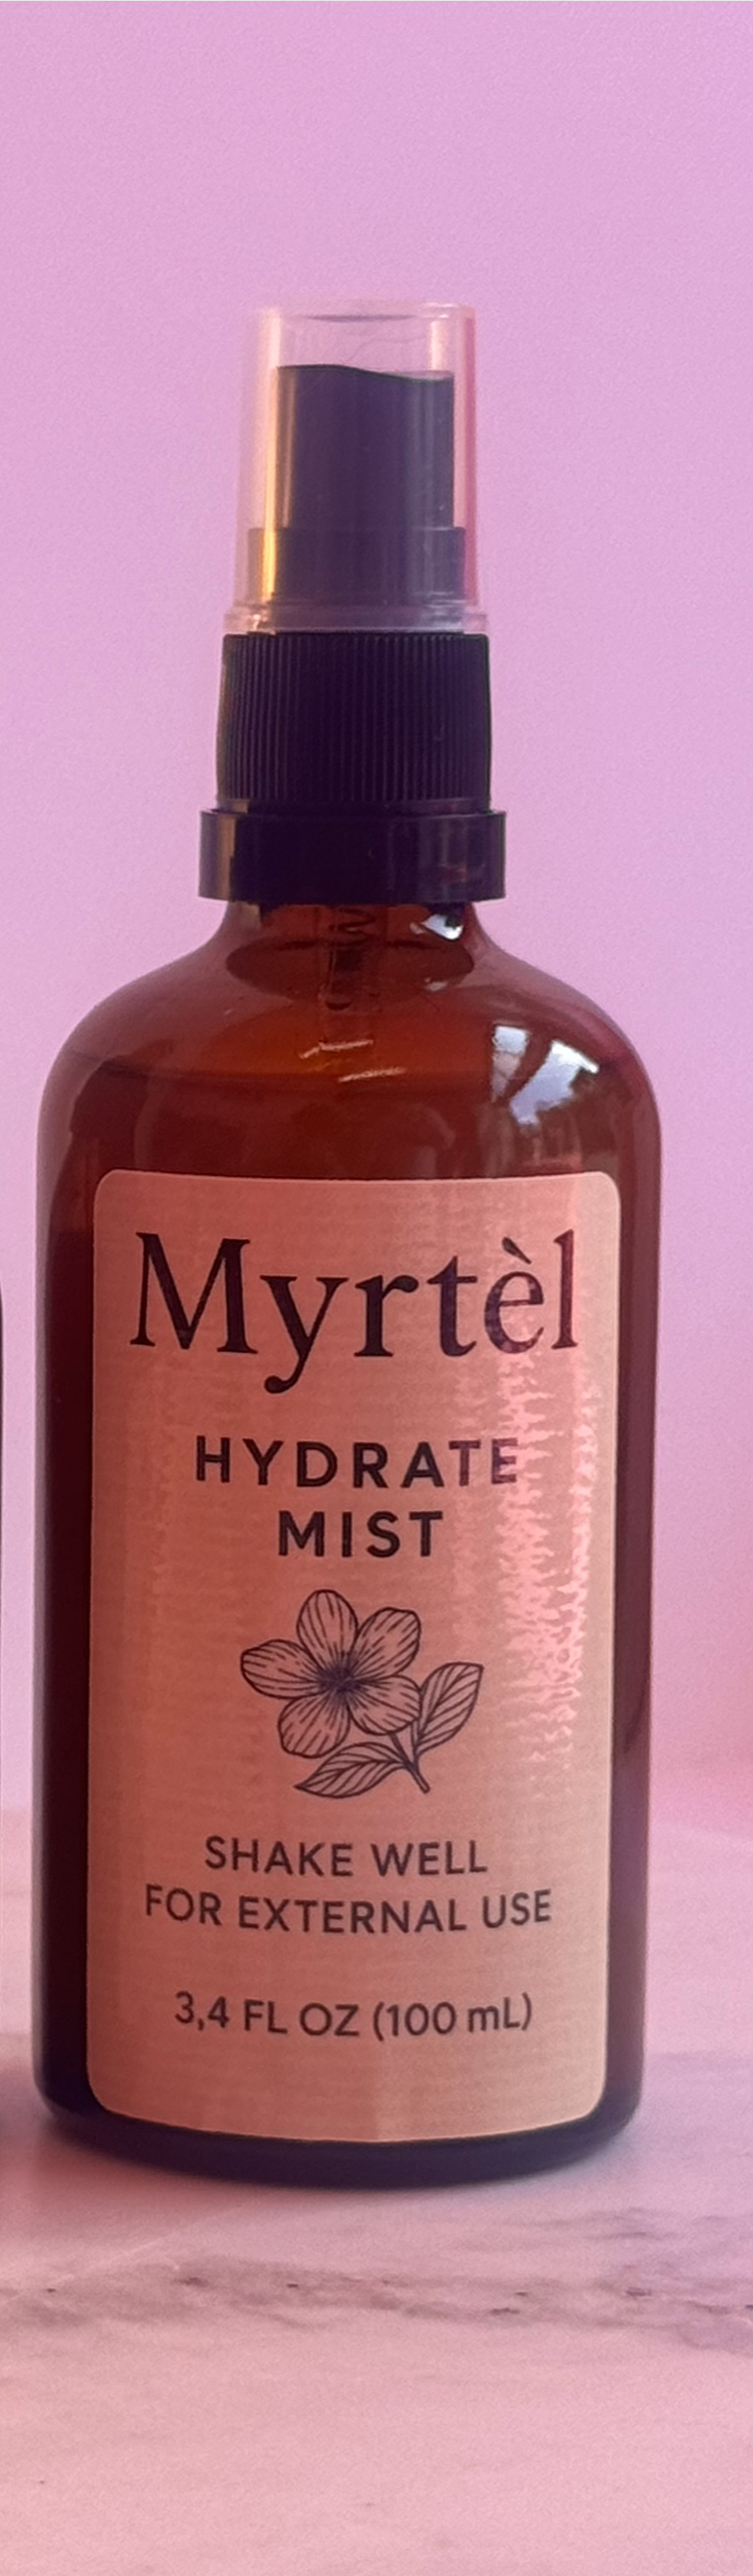 Myrtèl
HYDRATE
MIST
SHAKE WELL
FOR EXTERNAL USE
3,4 FL OZ (100 mL)